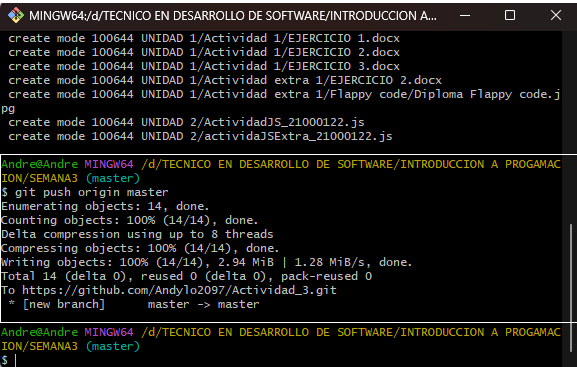 MINGW64:/d/TECNICO EN DESARROLLO DE SOFTWARE/INTRODUCCION A...
create mode 100644 UNIDAD 1/Actividad 1/EJERCICIO 1.docx
create mode 100644 UNIDAD 1/Actividad 1/EJERCICIO 2.docx
create mode 100644 UNIDAD 1/Actividad 1/EJERCICIO 3.docx
create mode 100644 UNIDAD 1/Actividad extra 1/EJERCICIO 2.docx
create mode 100644 UNIDAD 1/Actividad extra 1/Flappy code/Diploma Flappy code.j
pg
create mode 100644 UNIDAD 2/ActividadJS_21000122.js
create mode 100644 UNIDAD 2/activiaJSExtra_21000122.js
Andre@Andre MINGW64 /d/TECNICO EN DESARROLLO DE SOFTWARE/INTRODUCCION A PROGAMAC
ION/SEMANA3 (master)
$ git push origin master
Enumerating objects: 14, done.
Counting objects: 100% (14/14), done.
Delta compression using up to 8 threads
Compressing objects: 100% (14/14), done.
Writing objects: 100% (14/14), 2.94 MiB | 1.28 MiB/s, done.
Total 14 (delta 0), reused 0 (delta 0), pack-reused 0
To https://github.com/Andylo2097/Actividad_3.git
* [new branch]      master -> master
Andre@Andre MINGW64 /d/TECNICO EN DESARROLLO DE SOFTWARE/INTRODUCCION A PROGAMAC
ION/SEMANA3 (master)
$